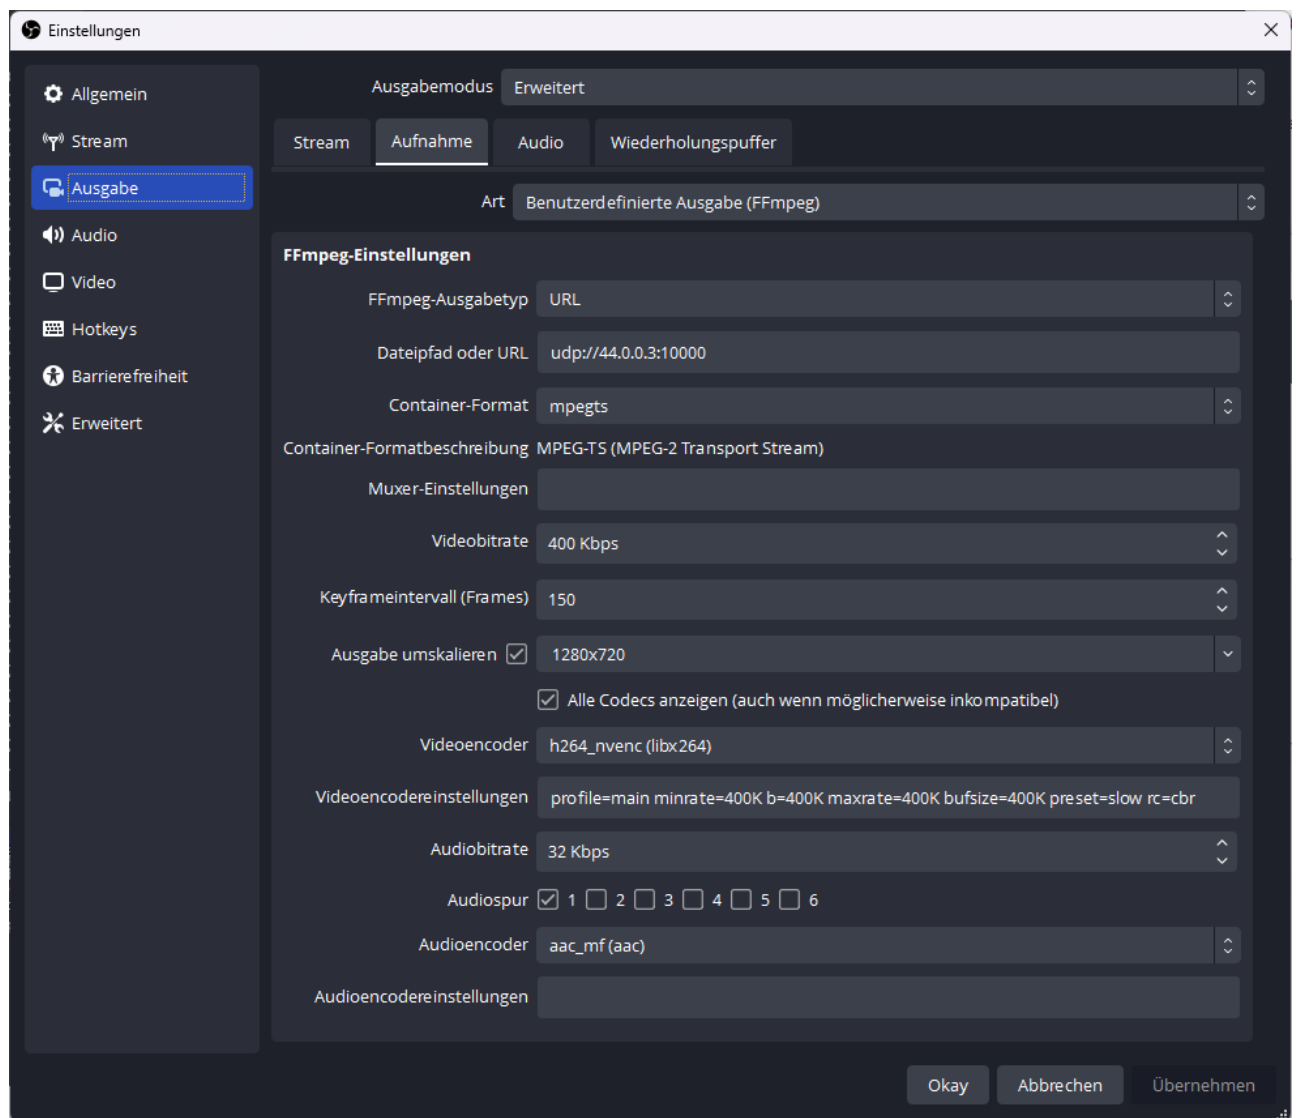 Einstellungen
Allgemein
Stream
Ausgabe
Audio
Video
Hotkeys
Barrierefreiheit
Erweitert
Ausgabemodus Erweitert
Stream Aufnahme Audio Wiederholungspuffer
Art Benutzerdefinierte Ausgabe (FFmpeg)
FFmpeg-Einstellungen
FFmpeg-Ausgabetyp URL
Dateipfad oder URL udp://44.0.0.3:10000
Container-Format mpegts
Container-Formatbeschreibung MPEG-TS (MPEG-2 Transport Stream)
Muxer-Einstellungen
Videobitrate 400 Kbps
Keyframeintervall (Frames) 150
Ausgabe umskalieren 1280x720
Alle Codecs anzeigen (auch wenn möglicherweise inkompatibel)
Videoencoder h264_nvenc (libx264)
Videoencodereinstellungen profile=main minrate=400K b=400K maxrate=400K bufsize=400K preset=slow rc=cbr
Audiobitrate 32 Kbps
Audiospur 1 2 3 4 5 6
Audioencoder aac_mf (aac)
Audioencodereinstellungen
Okay Abbrechen Übernehmen